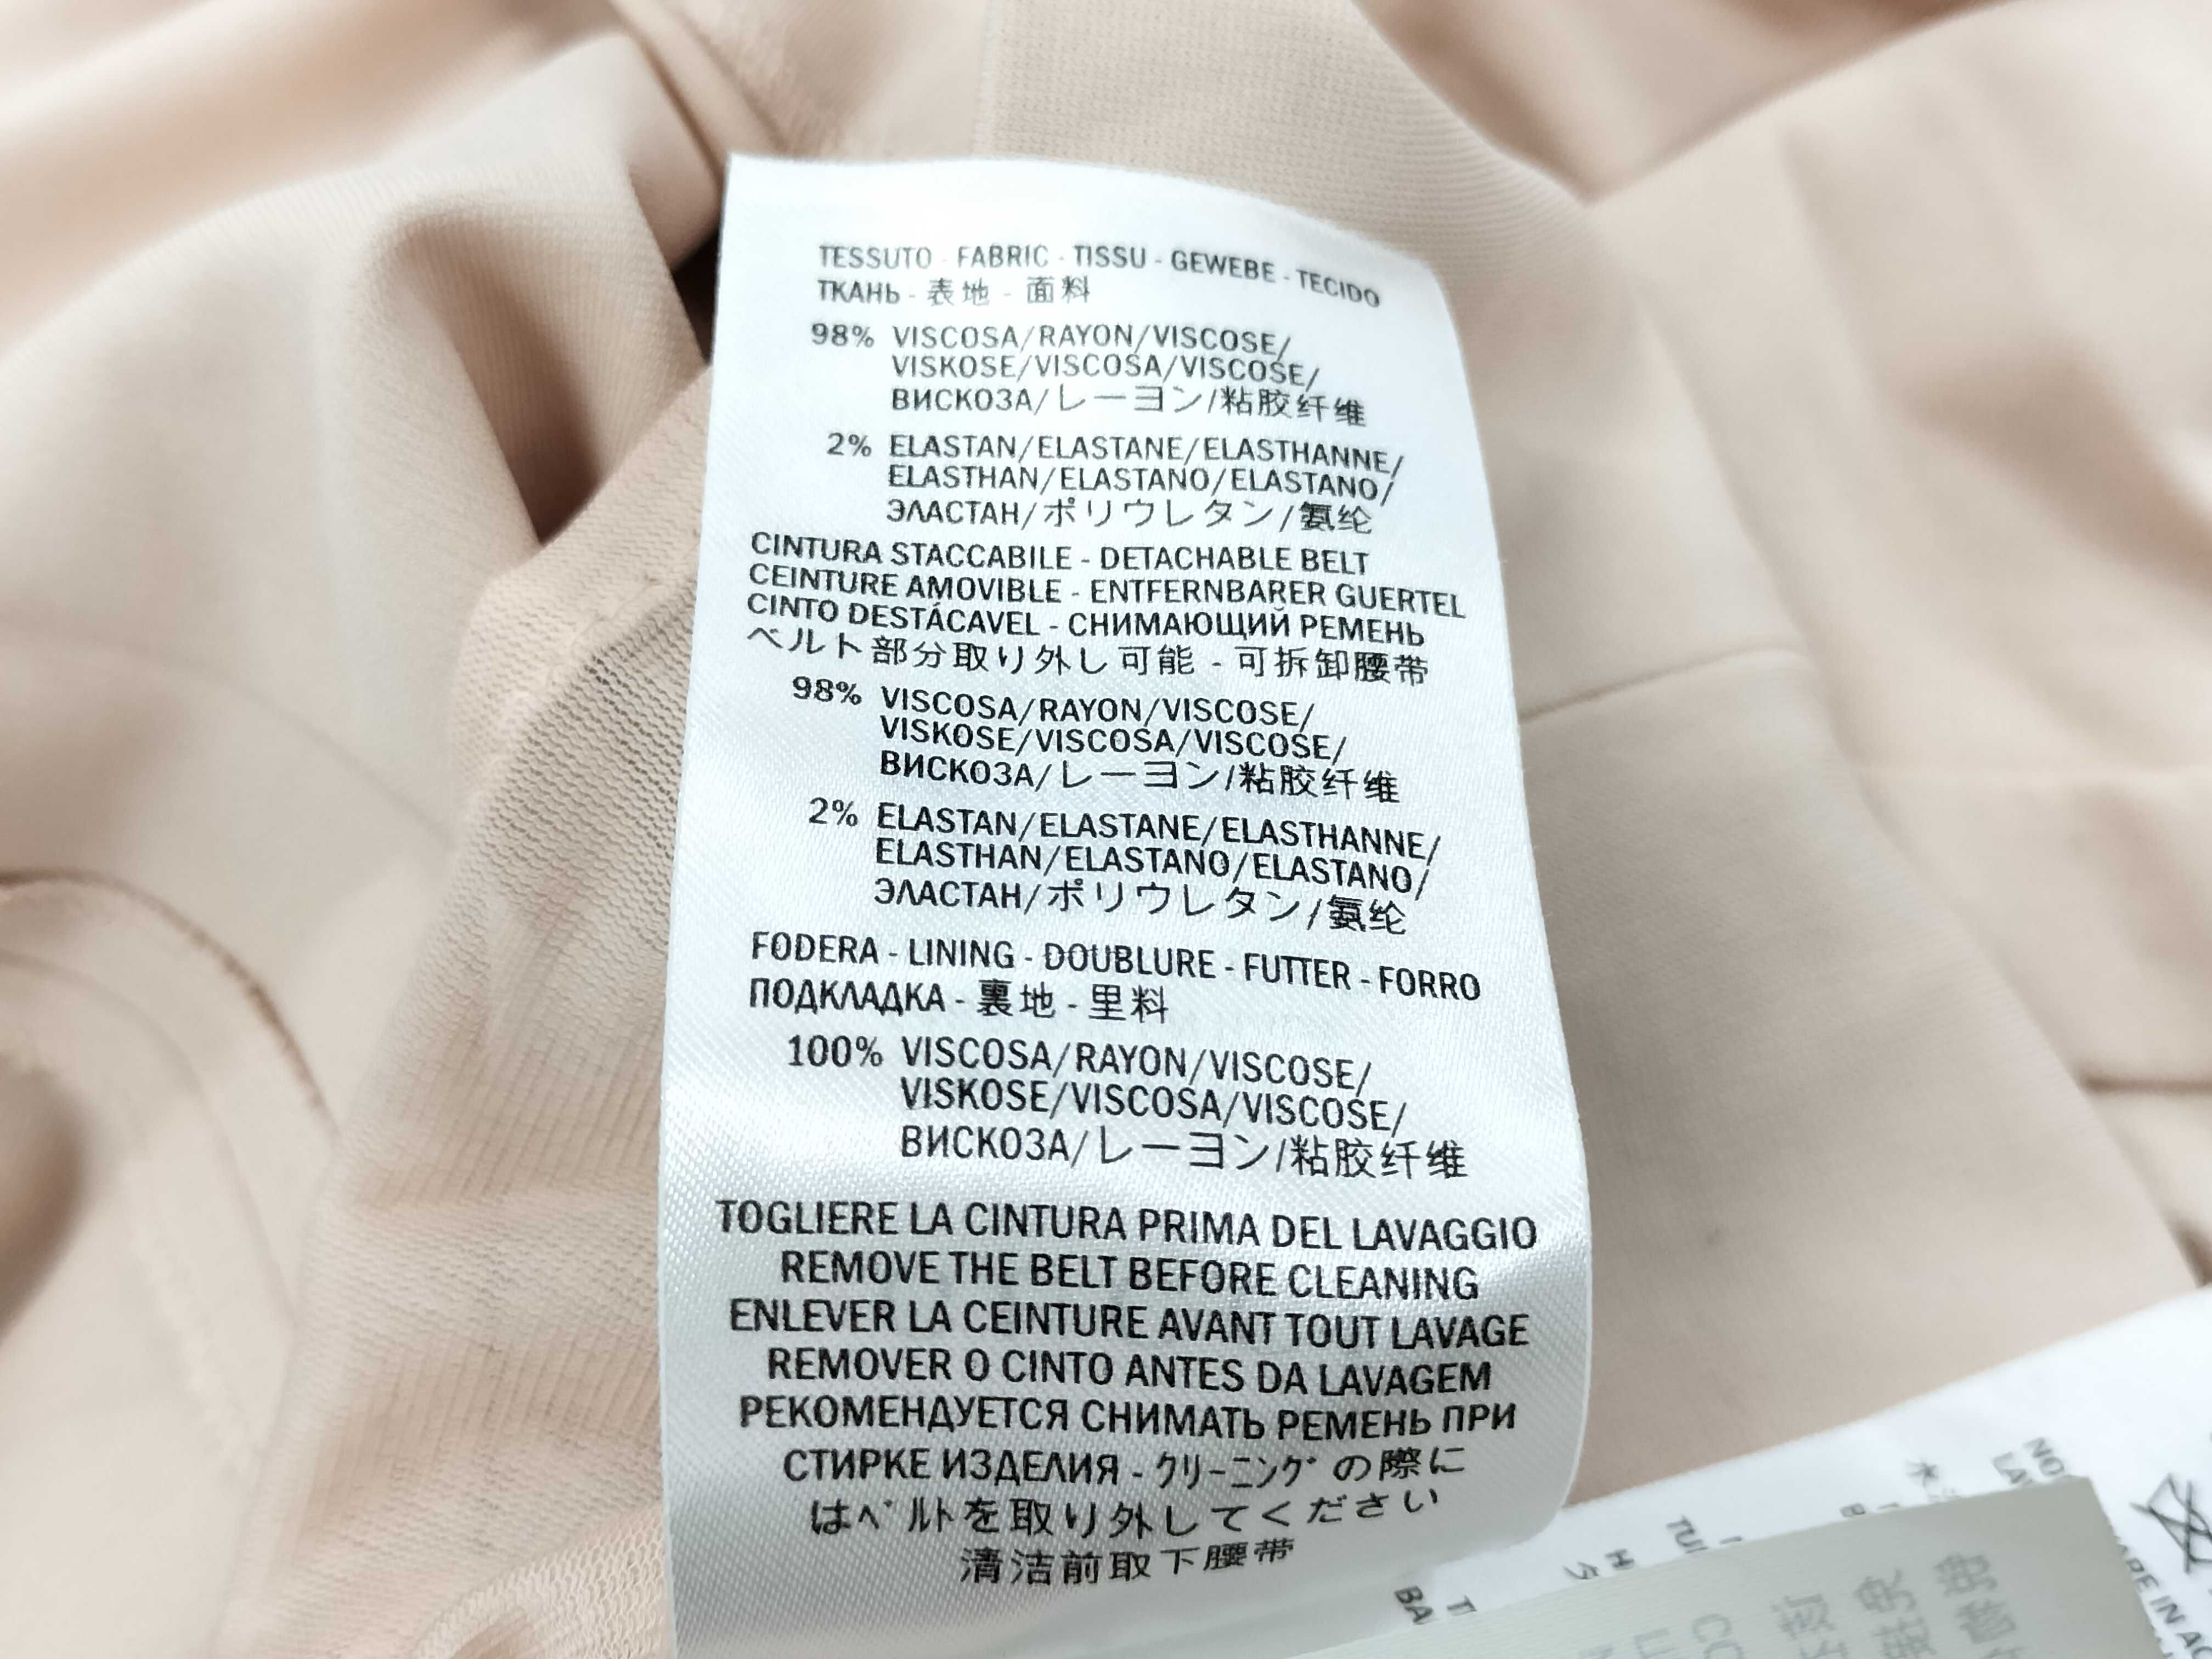 TESSUTO - FABRIC - TISSU - GEWEBE - TECIDO
ТКАНЬ - 表地 - 面料
98% VISCOSA/RAYON/VISCOSE/
VISKOSE/VISCOSA/VISCOSE/
ВИСКОЗА/レーヨン/粘胶纤维
2% ELASTAN/ELASTANE/ELASTHANNE/
ELASTHAN/ELASTANO/ELASTANO/
ЭЛАСТАН/ポリウレタン/氨纶
CINTURA STACCABILE - DETACHABLE BELT
CEINTURE AMOVIBLE - ENTFERNBARER GUERTEL
CINTO DESTÁCAVEL - СНИМАЮЩИЙ РЕМЕНЬ
ベルト部分取り外し可能 - 可拆卸腰带
98% VISCOSA/RAYON/VISCOSE/
VISKOSE/VISCOSA/VISCOSE/
ВИСКОЗА/レーヨン/粘胶纤维
2% ELASTAN/ELASTANE/ELASTHANNE/
ELASTHAN/ELASTANO/ELASTANO/
ЭЛАСТАН/ポリウレタン/氨纶
FODERA - LINING - DOUBLURE - FUTTER - FORRO
ПОДКЛАДКА - 裏地 - 里料
100% VISCOSA/RAYON/VISCOSE/
VISKOSE/VISCOSA/VISCOSE/
ВИСКОЗА/レーヨン/粘胶纤维
TOGLIERE LA CINTURA PRIMA DEL LAVAGGIO
REMOVE THE BELT BEFORE CLEANING
ENLEVER LA CEINTURE AVANT TOUT LAVAGE
REMOVER O CINTO ANTES DA LAVAGEM
РЕКОМЕНДУЕТСЯ СНИМАТЬ РЕМЕНЬ ПРИ
СТИРКЕ ИЗДЕЛИЯ - ｸﾘｰﾆﾝｸﾞの際に
はﾍﾞﾙﾄを取り外してください
清洁前取下腰带